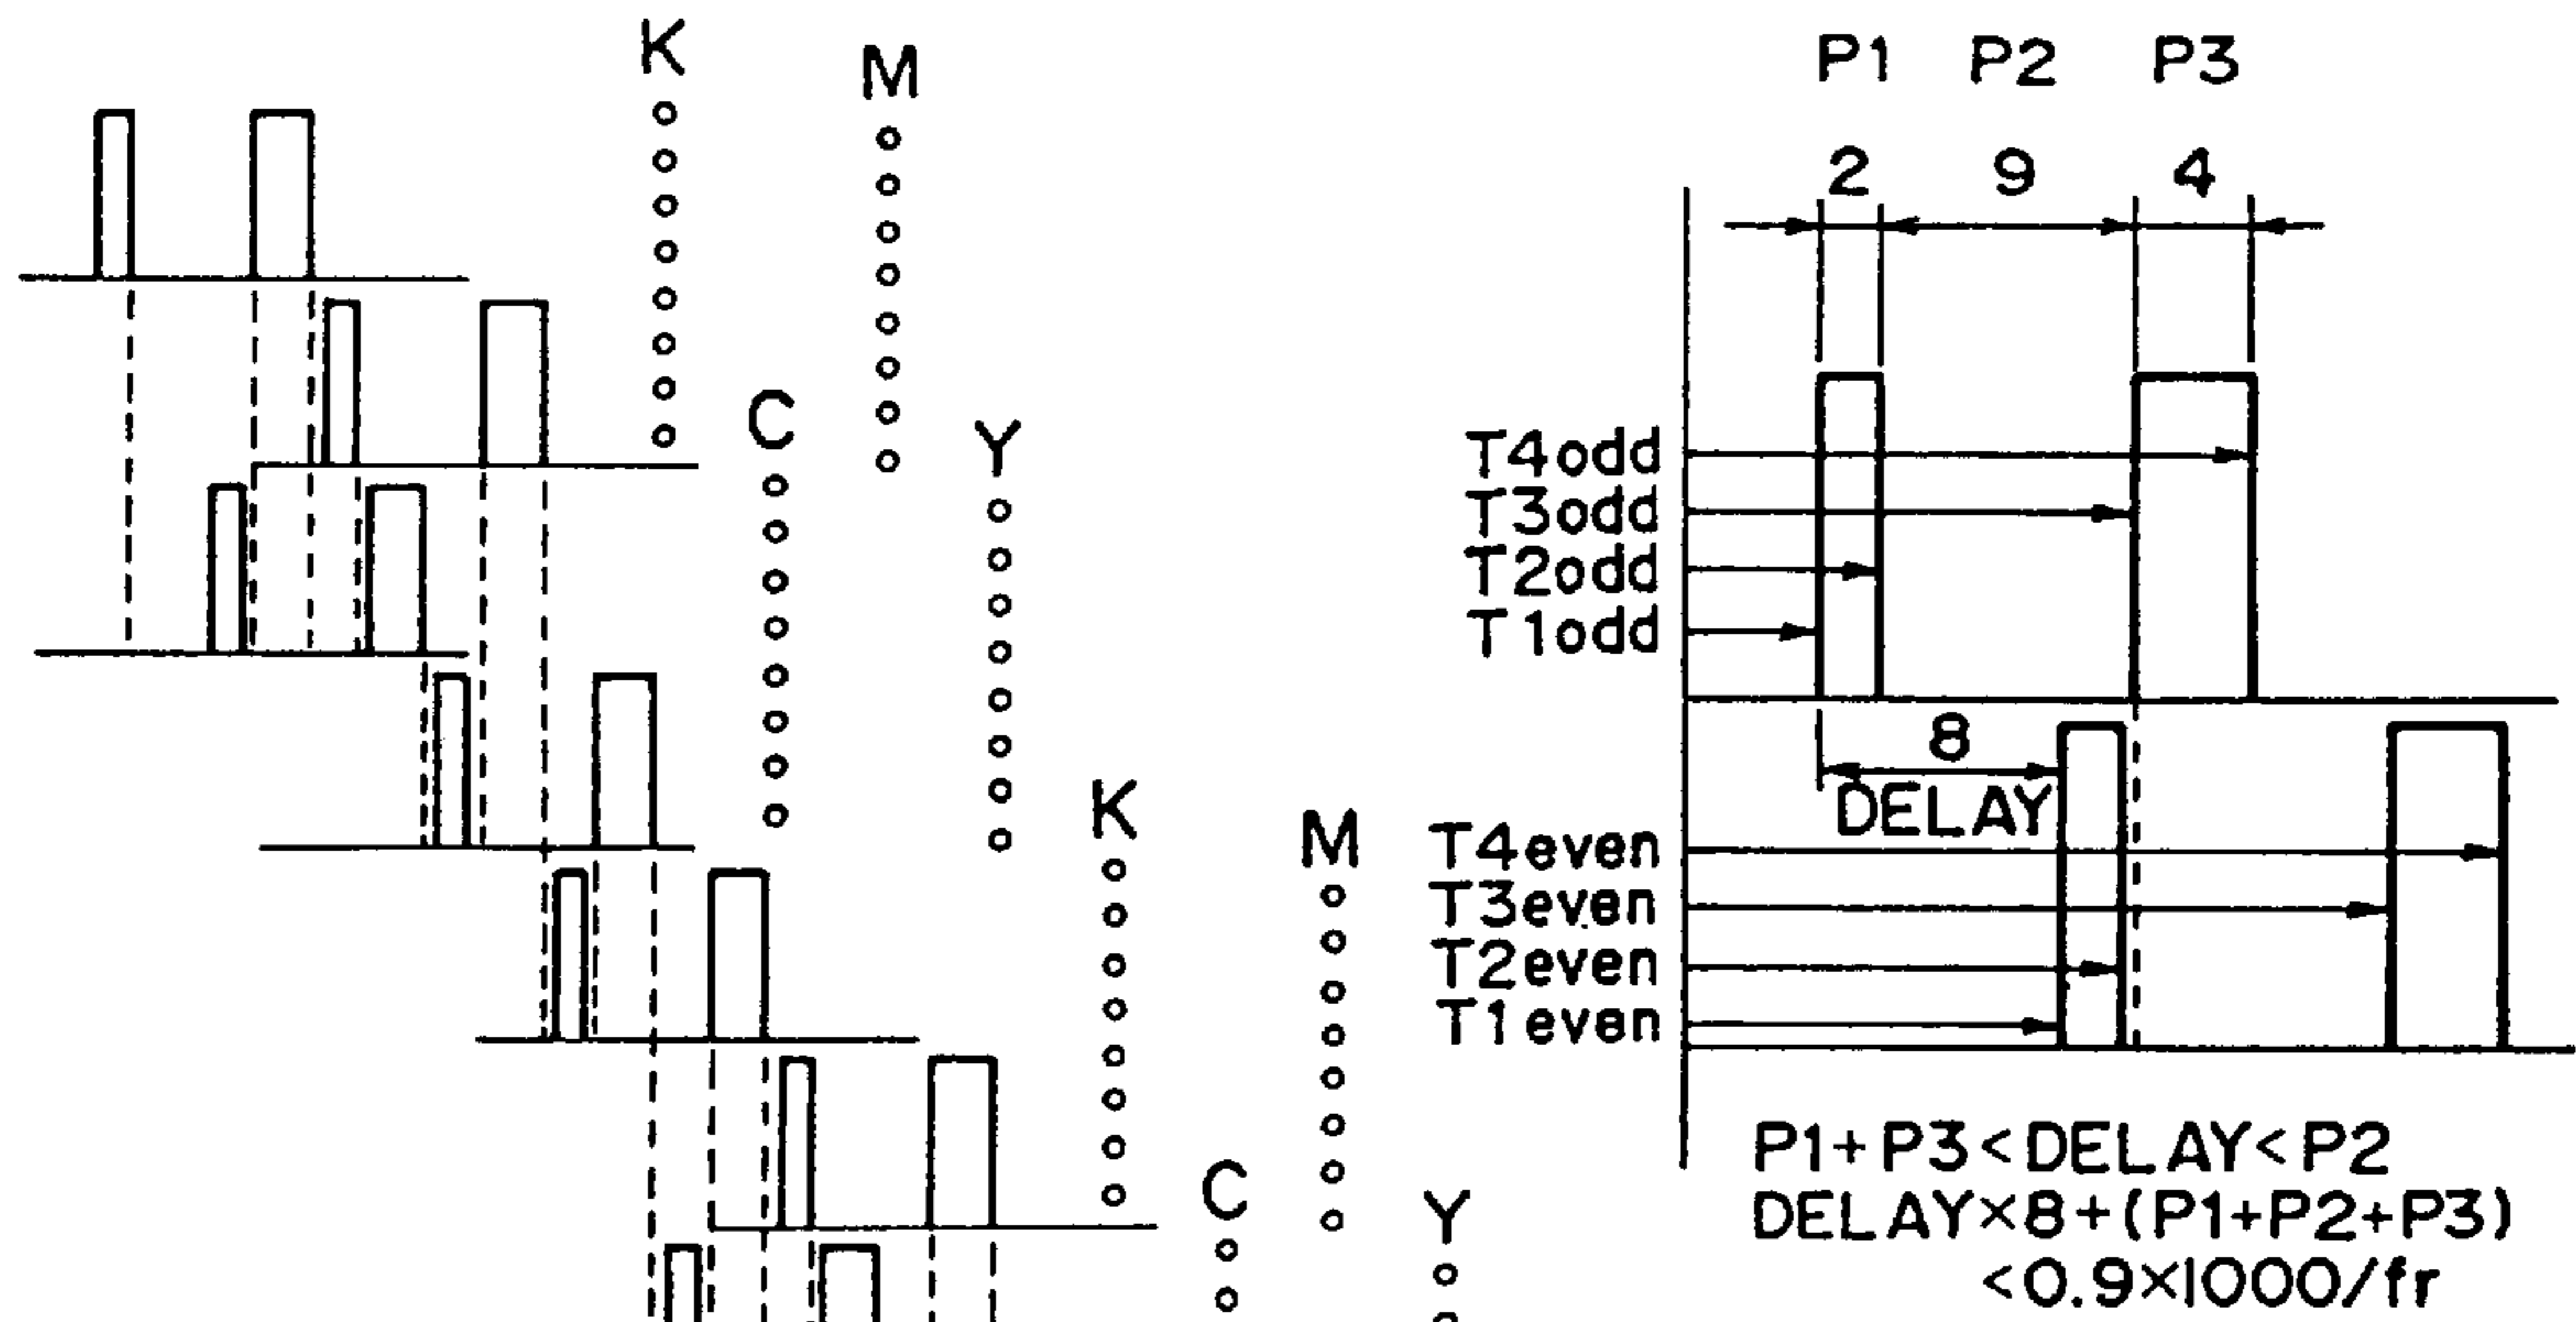 K
M
C
Y
K
M
C
Y
P1 P2 P3
2 9 4
T4odd
T3odd
T2odd
T1odd
8
DELAY
T4even
T3even
T2even
T1even
P1+P3<DELAY<P2
DELAY×8+(P1+P2+P3)
<0.9×1000/fr